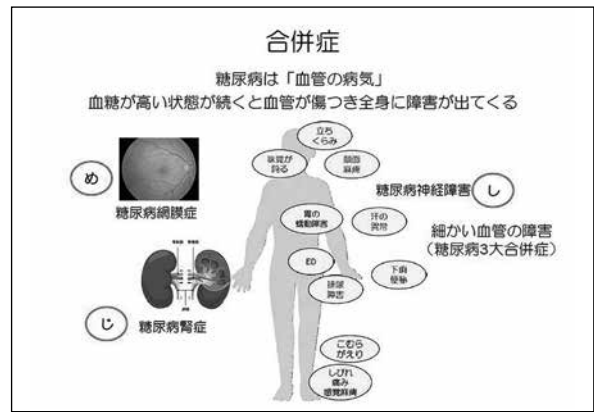 合併症
糖尿病は「血管の病気」
血糖が高い状態が続くと血管が傷つき全身に障害が出てくる
立ち
くらみ
味覚が
鈍る
顔面
麻痺
め
糖尿病網膜症
糖尿病神経障害
し
胃の
蠕動障害
汗の
異常
細かい血管の障害
(糖尿病3大合併症)
ED
下痢
便秘
排尿
障害
じ
糖尿病腎症
こむら
がえり
しびれ
痛み
感覚麻痺